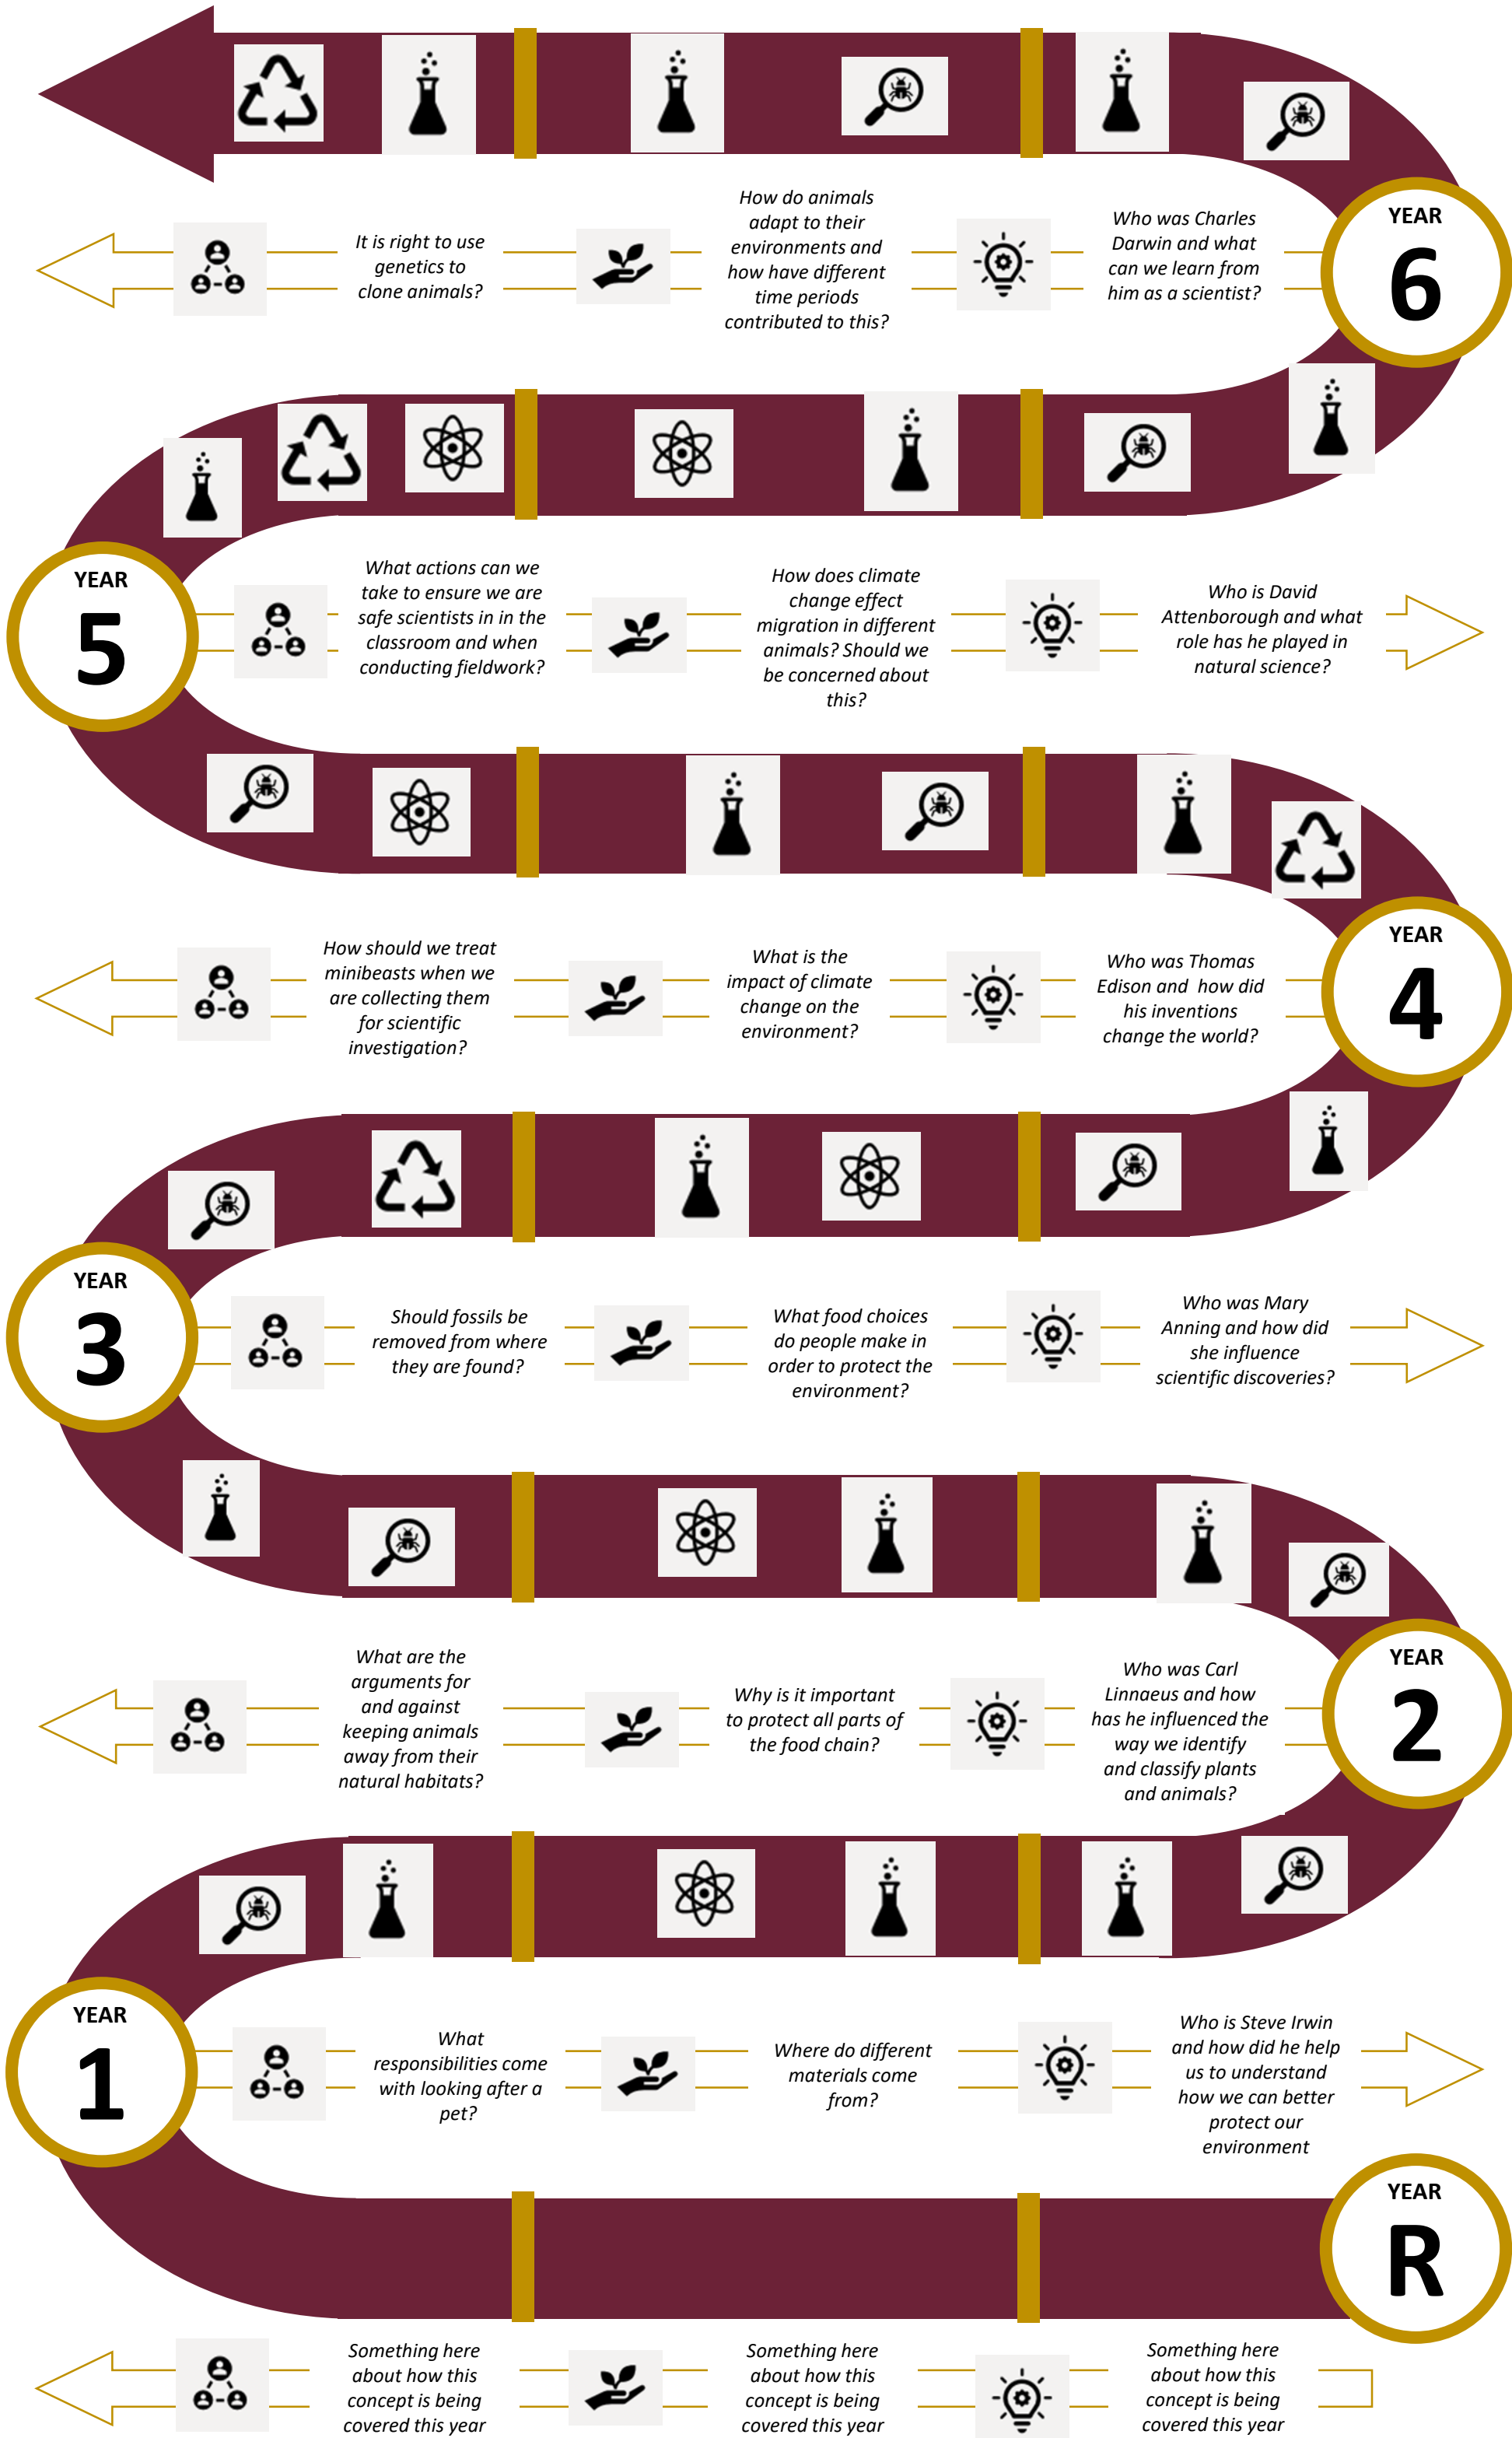 YEAR
6
It is right to use
genetics to
clone animals?
How do animals
adapt to their
environments and
how have different
time periods
contributed to this?
Who was Charles
Darwin and what
can we learn from
him as a scientist?
YEAR
5
What actions can we
take to ensure we are
safe scientists in in the
classroom and when
conducting fieldwork?
How does climate
change effect
migration in different
animals? Should we
be concerned about
this?
Who is David
Attenborough and what
role has he played in
natural science?
YEAR
4
How should we treat
minibeasts when we
are collecting them
for scientific
investigation?
What is the
impact of climate
change on the
environment?
Who was Thomas
Edison and how did
his inventions
change the world?
YEAR
3
Should fossils be
removed from where
they are found?
What food choices
do people make in
order to protect the
environment?
Who was Mary
Anning and how did
she influence
scientific discoveries?
YEAR
2
What are the
arguments for
and against
keeping animals
away from their
natural habitats?
Why is it important
to protect all parts of
the food chain?
Who was Carl
Linnaeus and how
has he influenced the
way we identify
and classify plants
and animals?
YEAR
1
What
responsibilities come
with looking after a
pet?
Where do different
materials come
from?
Who is Steve Irwin
and how did he help
us to understand
how we can better
protect our
environment
YEAR
R
Something here
about how this
concept is being
covered this year
Something here
about how this
concept is being
covered this year
Something here
about how this
concept is being
covered this year